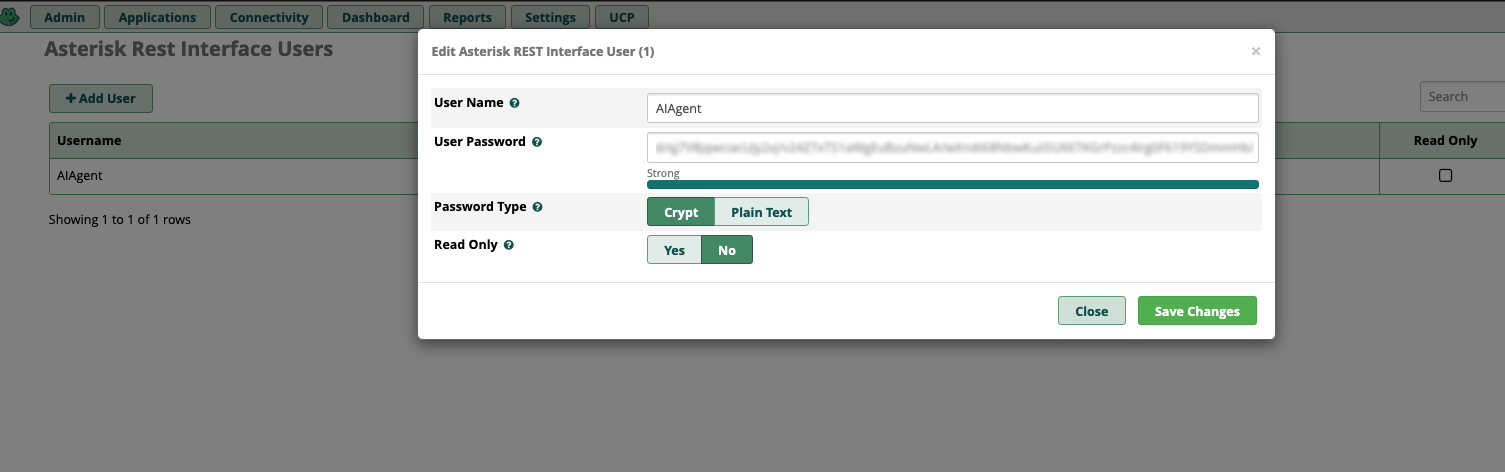 Admin Applications Connectivity Dashboard Reports Settings UCP
Asterisk Rest Interface Users
Edit Asterisk REST Interface User (1) ×
+ Add User
Search
User Name ?
AIAgent
Username
Read Only
User Password ?
Strong
AIAgent
Password Type ?
Crypt Plain Text
Showing 1 to 1 of 1 rows
Read Only ?
Yes No
Close Save Changes